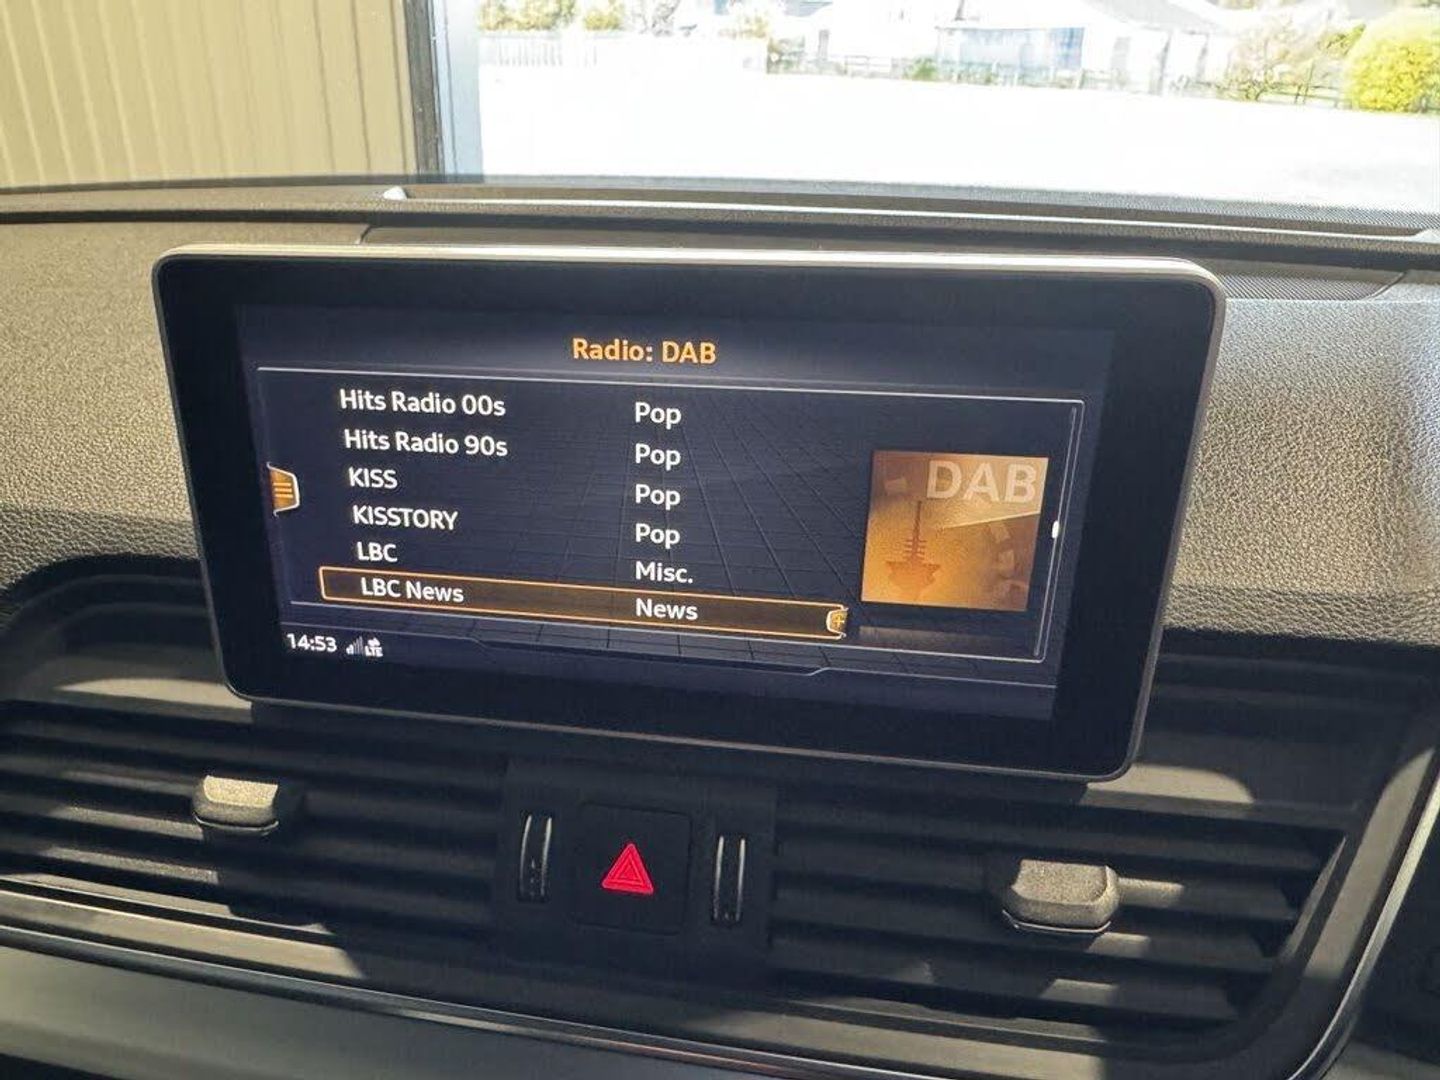 Radio: DAB
Hits Radio 00s Pop
Hits Radio 90s Pop
KISS Pop
KISSTORY Pop
LBC Misc.
LBC News News
DAB
14:53 LTE